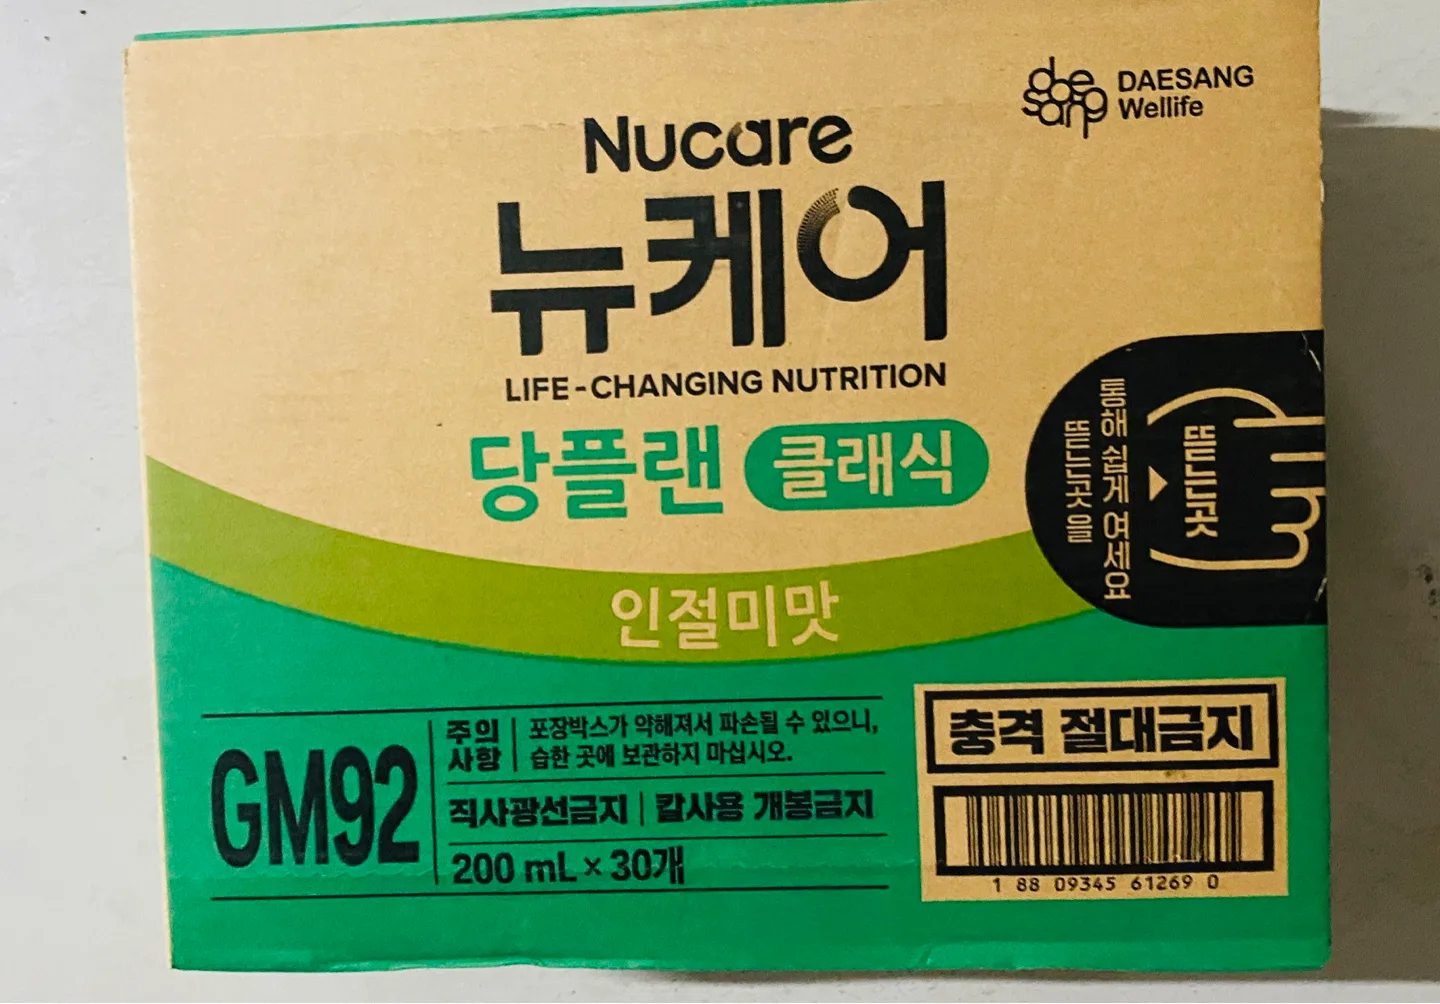 daesang
DAESANG
Wellife
Nucare
뉴케어
LIFE-CHANGING NUTRITION
당플랜 클래식
인절미맛
뜯는곳을
통해 쉽게 여세요
뜯는곳
GM92
주의
사항
포장박스가 약해져서 파손될 수 있으니,
습한 곳에 보관하지 마십시오.
직사광선금지 | 칼사용 개봉금지
200 mL × 30개
충격 절대금지
1 88 09345 61269 0